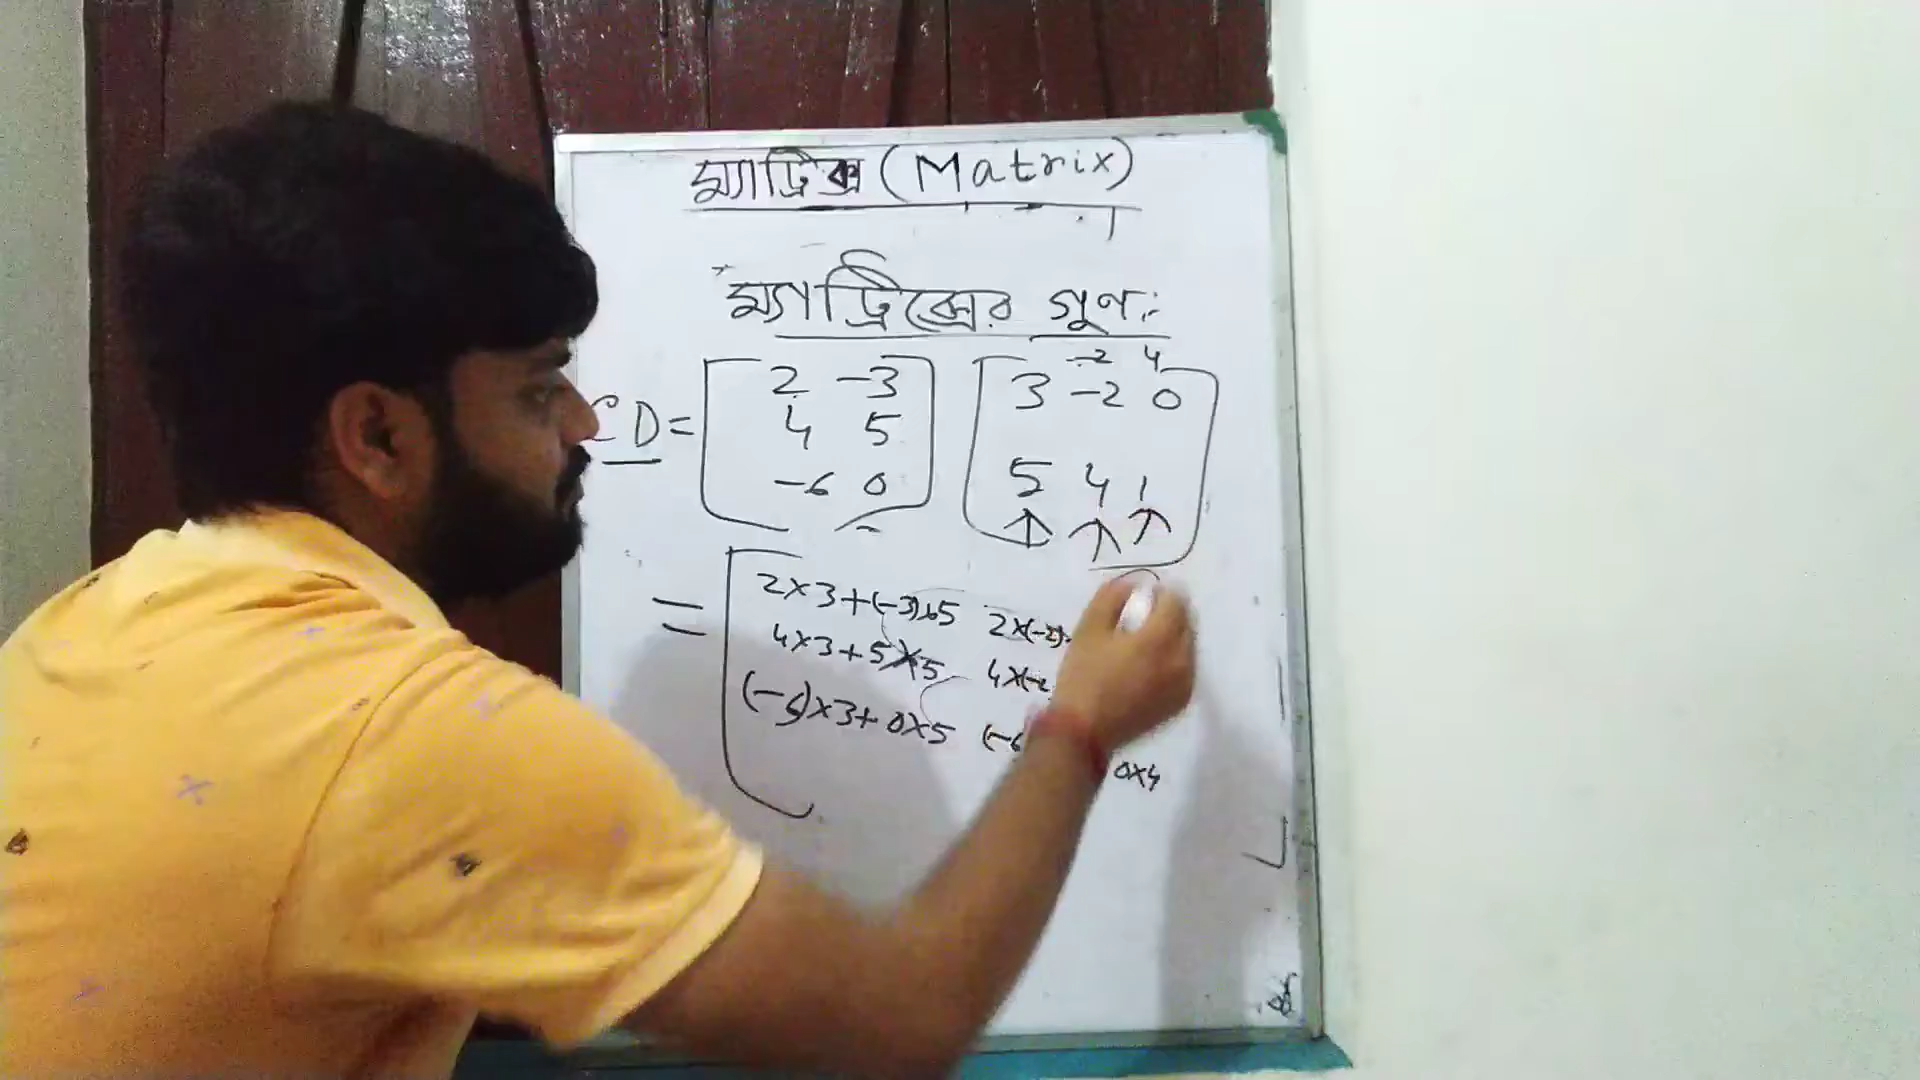 ম্যাট্রিক্স (Matrix)
ম্যাট্রিক্সের গুণ:-
-2 4
CD = [ 2 -3 ] [ 3 -2 0 ]
4 5
-6 0 5 4 1
= [ 2×3+(-3)×5 2×(-2)
4×3+5×5 4×(-2
(-6)×3+0×5 (-6
0×4 ]